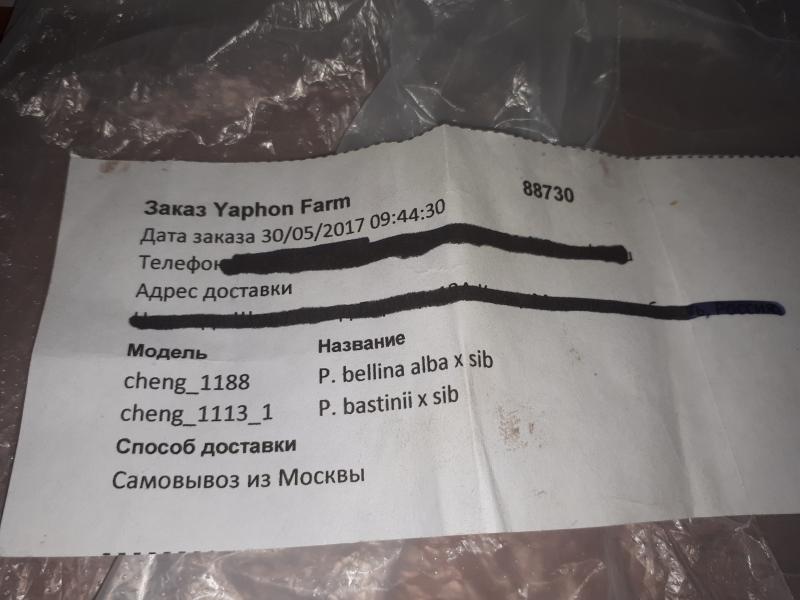 Заказ Yaphon Farm 88730
Дата заказа 30/05/2017 09:44:30
Телефон
Адрес доставки
Россия
Модель Название
cheng_1188 P. bellina alba x sib
cheng_1113_1 P. bastinii x sib
Способ доставки
Самовывоз из Москвы